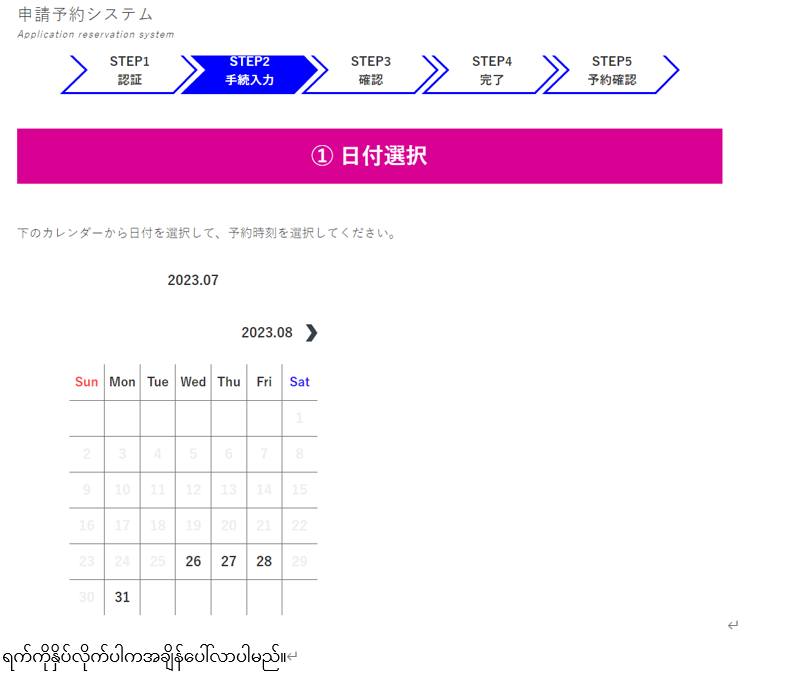 申請予約システム
Application reservation system
STEP1 STEP2 STEP3 STEP4 STEP5
認証 手続入力 確認 完了 予約確認
① 日付選択
下のカレンダーから日付を選択して、予約時刻を選択してください。
2023.07
2023.08 ❯
Sun Mon Tue Wed Thu Fri Sat
1
2 3 4 5 6 7 8
9 10 11 12 13 14 15
16 17 18 19 20 21 22
23 24 25 26 27 28 29
30 31
↵
ရက်ကိုနှိပ်လိုက်ပါကအချိန်ပေါ်လာပါမည်။↵